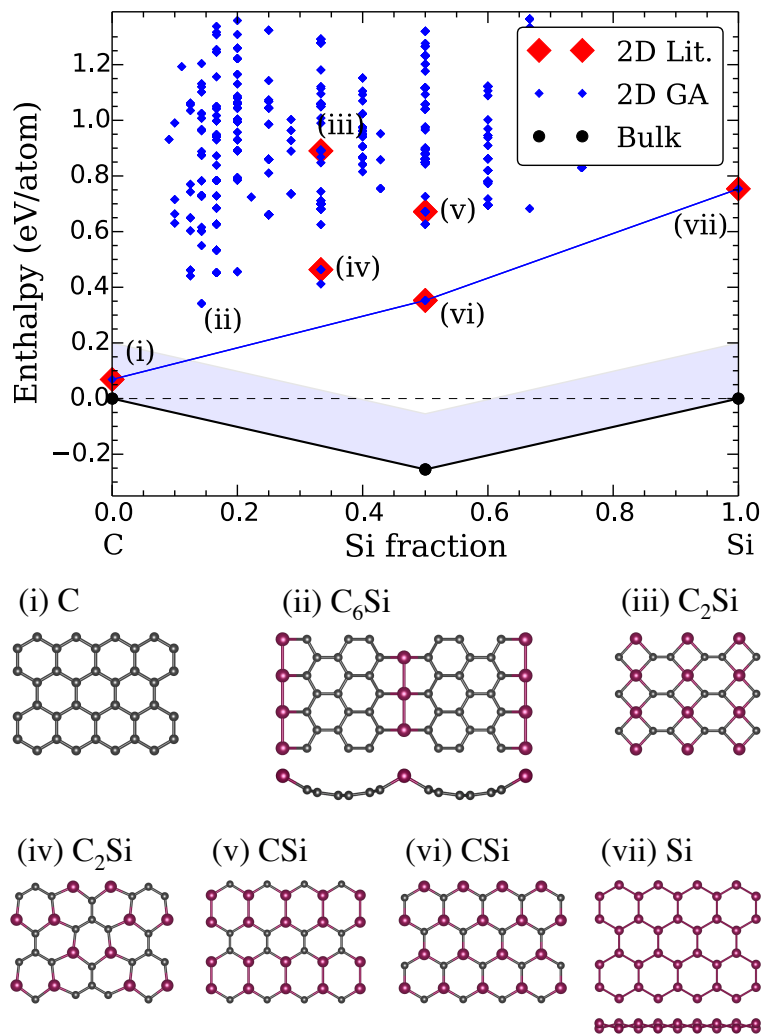 1.2
1.0
0.8
0.6
0.4
0.2
0.0
−0.2
Enthalpy (eV/atom)
2D Lit.
2D GA
Bulk
(iii)
(v)
(vii)
(iv)
(ii)
(vi)
(i)
0.0 0.2 0.4 0.6 0.8 1.0
C Si fraction Si
(i) C (ii) C₆Si (iii) C₂Si
(iv) C₂Si (v) CSi (vi) CSi (vii) Si